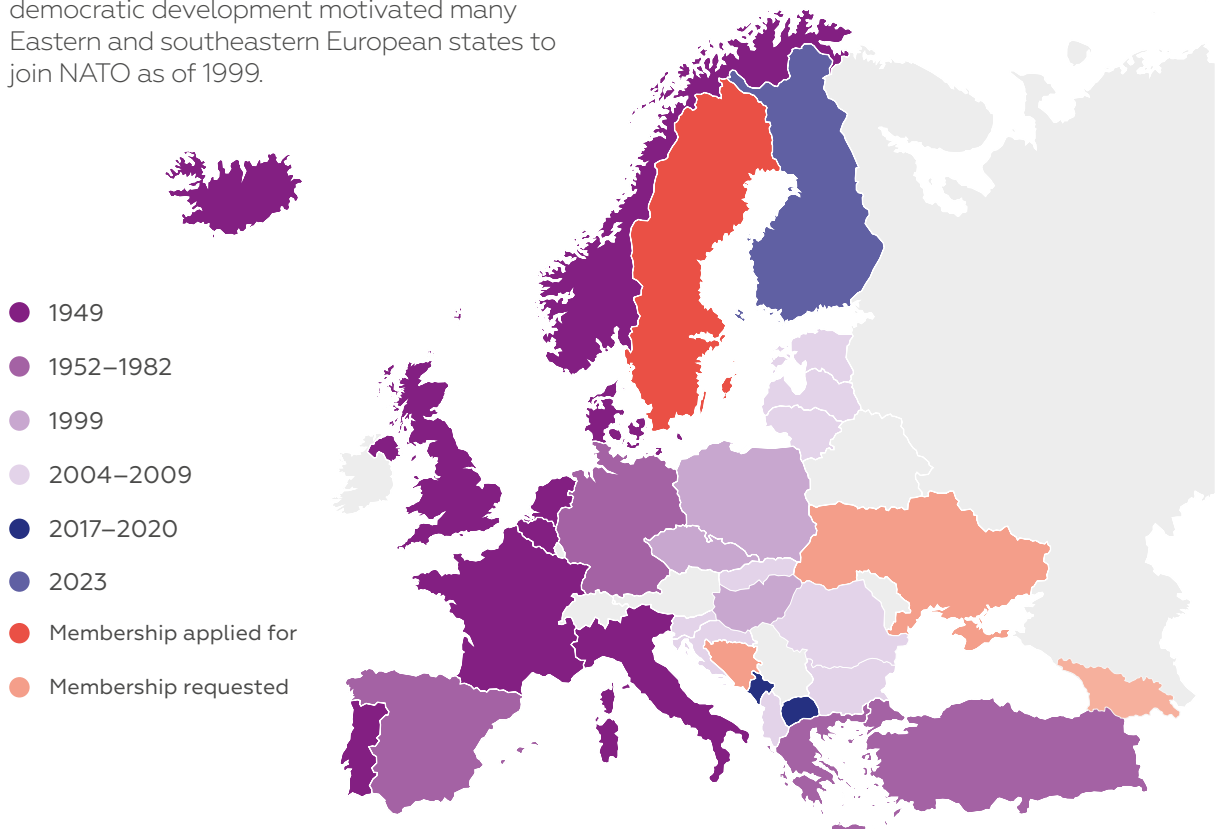 democratic development motivated many
Eastern and southeastern European states to
join NATO as of 1999.
1949
1952–1982
1999
2004–2009
2017–2020
2023
Membership applied for
Membership requested